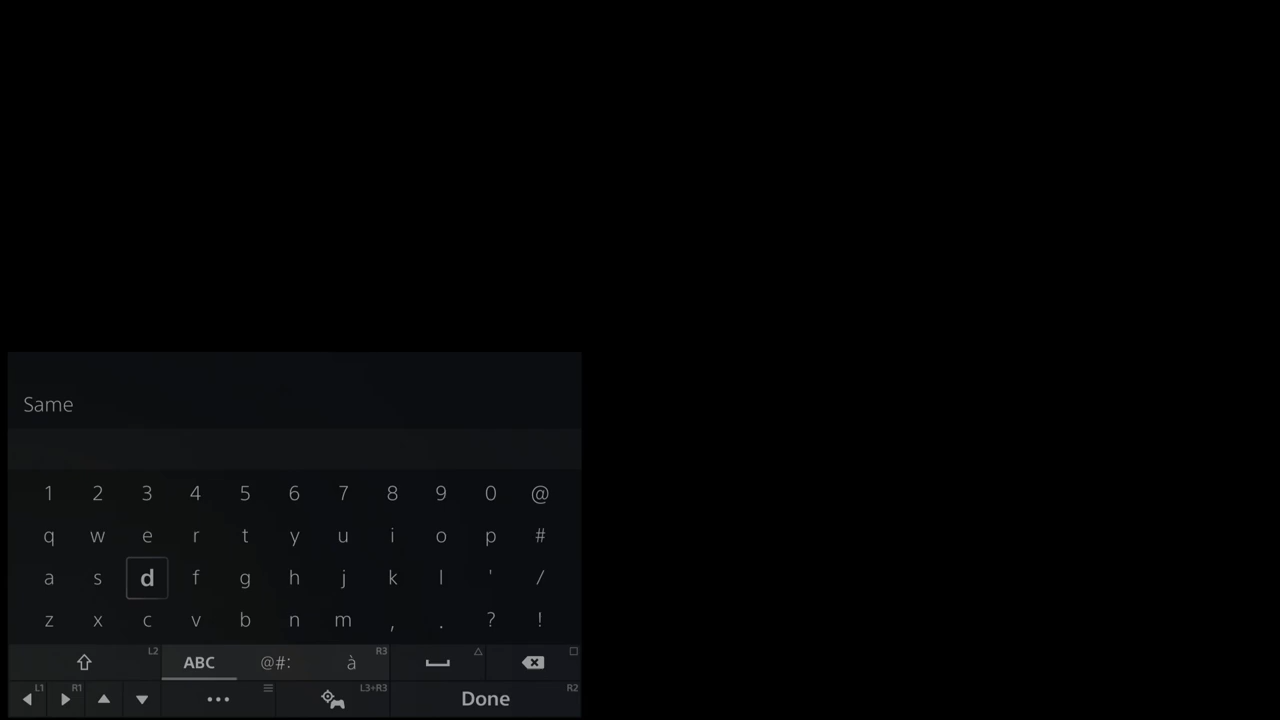 Same
1 2 3 4 5 6 7 8 9 0 @
q w e r t y u i o p #
a s d f g h j k l ' /
z x c v b n m , . ? !
L2 ABC @#: à R3
L1 R1 ... L3+R3 Done R2